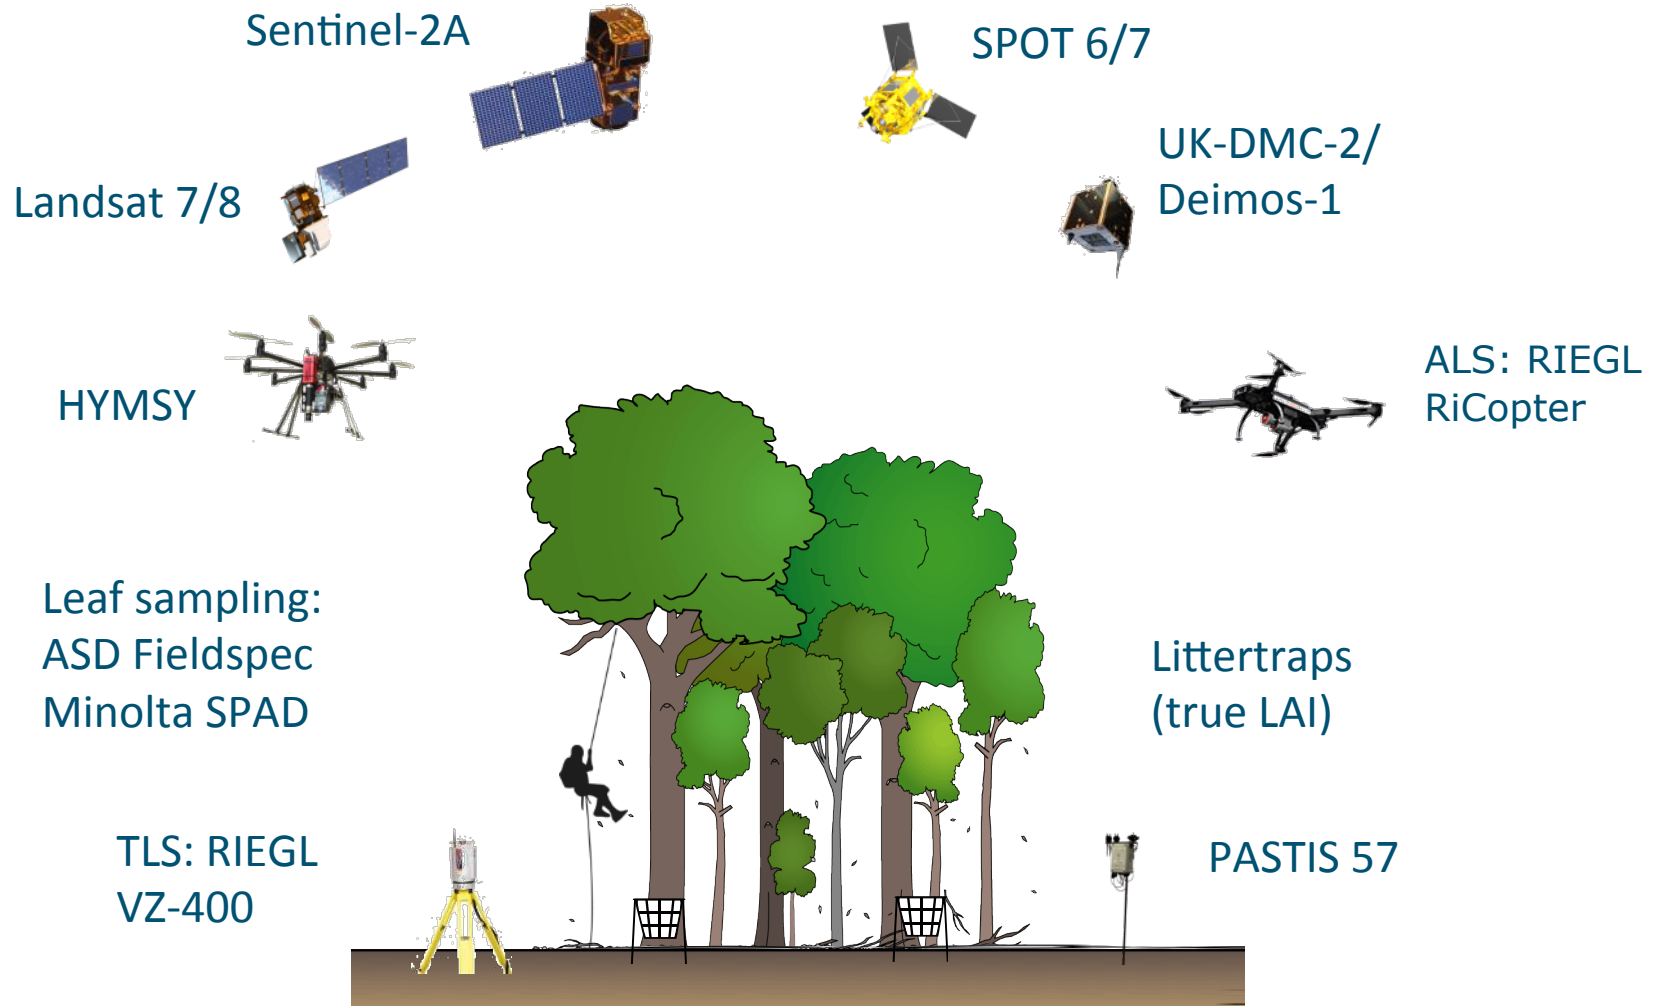 Sentinel-2A
SPOT 6/7
UK-DMC-2/
Deimos-1
Landsat 7/8
HYMSY
ALS: RIEGL
RiCopter
Leaf sampling:
ASD Fieldspec
Minolta SPAD
Littertraps
(true LAI)
TLS: RIEGL
VZ-400
PASTIS 57